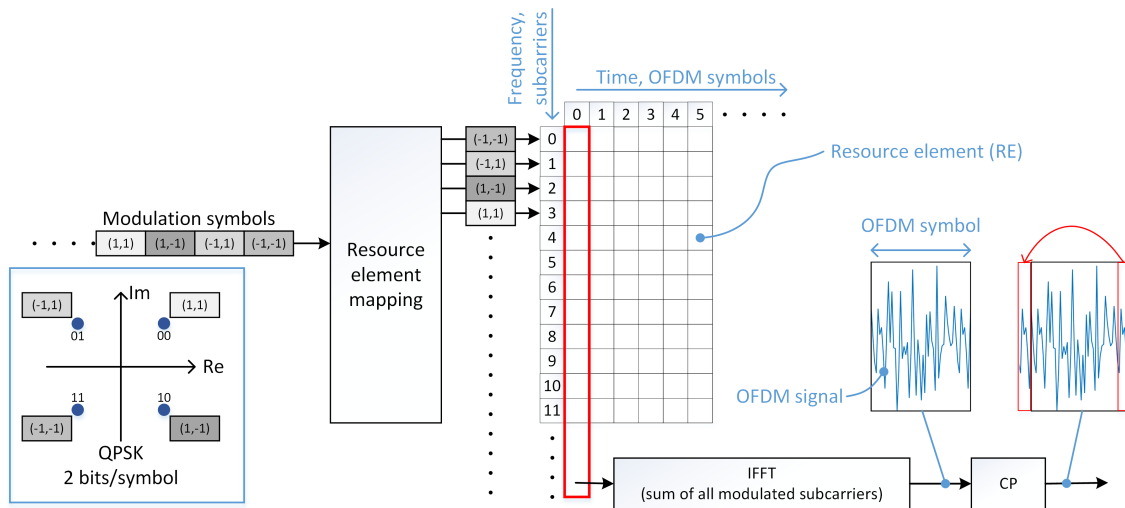 Frequency,
subcarriers
Time, OFDM symbols
0 1 2 3 4 5
(-1,-1) 0
(-1,1) 1
(1,-1) 2
(1,1) 3
4
5
6
7
8
9
10
11
Resource element (RE)
Modulation symbols
(1,1) (1,-1) (-1,1) (-1,-1)
Resource
element
mapping
OFDM symbol
OFDM signal
Im
(-1,1) (1,1)
01 00
Re
11 10
(-1,-1) (1,-1)
QPSK
2 bits/symbol
IFFT
(sum of all modulated subcarriers)
CP